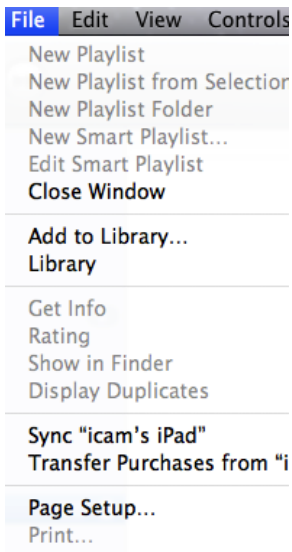 File Edit View Controls
New Playlist
New Playlist from Selection
New Playlist Folder
New Smart Playlist...
Edit Smart Playlist
Close Window
Add to Library...
Library
Get Info
Rating
Show in Finder
Display Duplicates
Sync “icam’s iPad”
Transfer Purchases from “i
Page Setup...
Print...